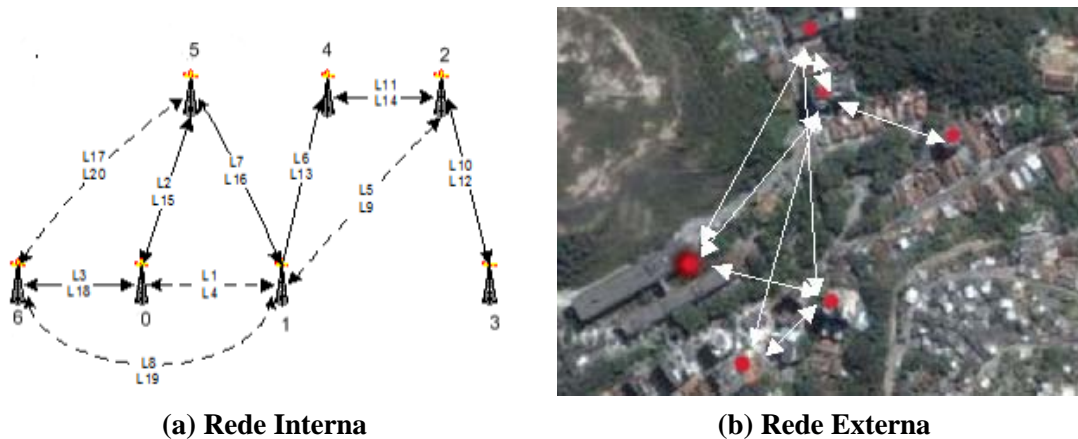 5
4
2
L11
L14
L17
L20
L2
L15
L7
L16
L6
L13
L5
L9
L10
L12
L3
L18
L1
L4
6
0
1
3
L8
L19
(a) Rede Interna
(b) Rede Externa